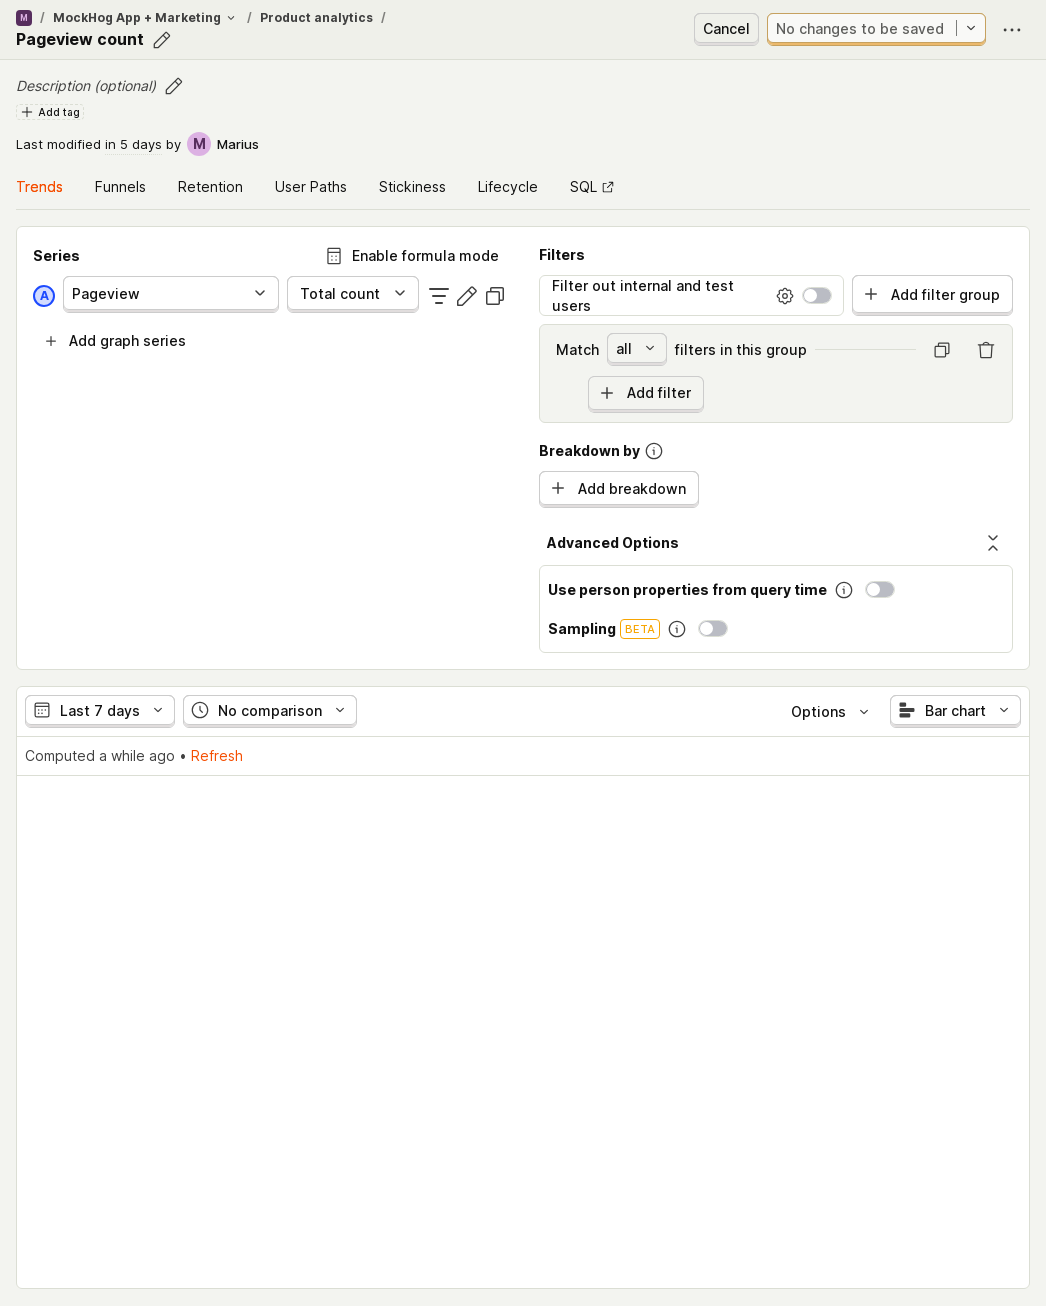 M / MockHog App + Marketing / Product analytics /
Pageview count
Cancel
No changes to be saved
Description (optional)
Add tag
Last modified in 5 days by M Marius
Trends
Funnels
Retention
User Paths
Stickiness
Lifecycle
SQL
Series
Enable formula mode
A
Pageview
Total count
Add graph series
Filters
Filter out internal and test
users
Add filter group
Match all filters in this group
Add filter
Breakdown by
Add breakdown
Advanced Options
Use person properties from query time
Sampling BETA
Last 7 days
No comparison
Options
Bar chart
Computed a while ago • Refresh